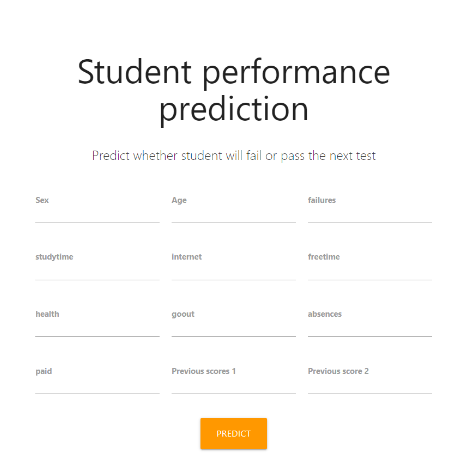 Student performance
prediction
Predict whether student will fail or pass the next test
Sex Age failures
studytime internet freetime
health goout absences
paid Previous scores 1 Previous score 2
PREDICT